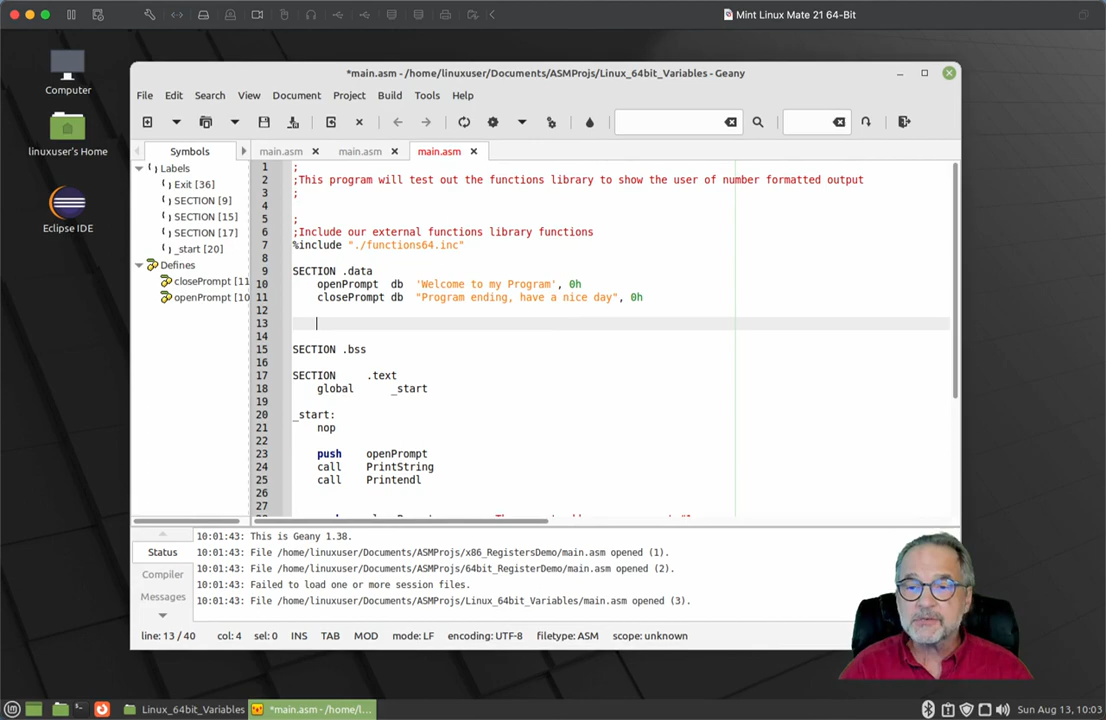 Mint Linux Mate 21 64-Bit
Computer
linuxuser's Home
Eclipse IDE
*main.asm - /home/linuxuser/Documents/ASMProjs/Linux_64bit_Variables - Geany
File Edit Search View Document Project Build Tools Help
Symbols
main.asm main.asm main.asm
Labels
Exit [36]
SECTION [9]
SECTION [15]
SECTION [17]
_start [20]
Defines
closePrompt [11
openPrompt [10
1 ;
2 ;This program will test out the functions library to show the user of number formatted output
3 ;
4
5 ;
6 ;Include our external functions library functions
7 %include "./functions64.inc"
8
9 SECTION .data
10 openPrompt db 'Welcome to my Program', 0h
11 closePrompt db "Program ending, have a nice day", 0h
12
13
14
15 SECTION .bss
16
17 SECTION .text
18 global _start
19
20 _start:
21 nop
22
23 push openPrompt
24 call PrintString
25 call Printendl
26
27
Status
Compiler
Messages
10:01:43: This is Geany 1.38.
10:01:43: File /home/linuxuser/Documents/ASMProjs/x86_RegistersDemo/main.asm opened (1).
10:01:43: File /home/linuxuser/Documents/ASMProjs/64bit_RegisterDemo/main.asm opened (2).
10:01:43: Failed to load one or more session files.
10:01:43: File /home/linuxuser/Documents/ASMProjs/Linux_64bit_Variables/main.asm opened (3).
line: 13 / 40 col: 4 sel: 0 INS TAB MOD mode: LF encoding: UTF-8 filetype: ASM scope: unknown
Linux_64bit_Variables *main.asm - /home/l... Sun Aug 13, 10:03